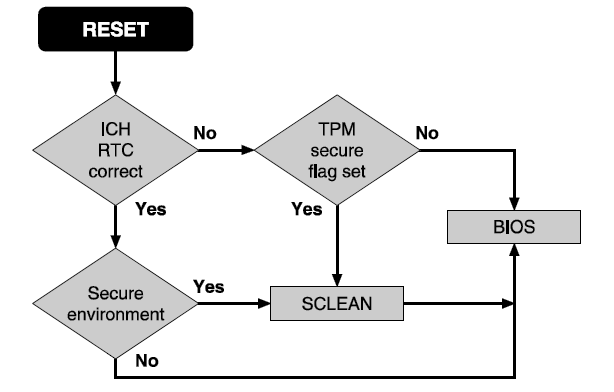 RESET
ICH
RTC
correct
No
TPM
secure
flag set
No
Yes
Yes
BIOS
Secure
environment
Yes
SCLEAN
No